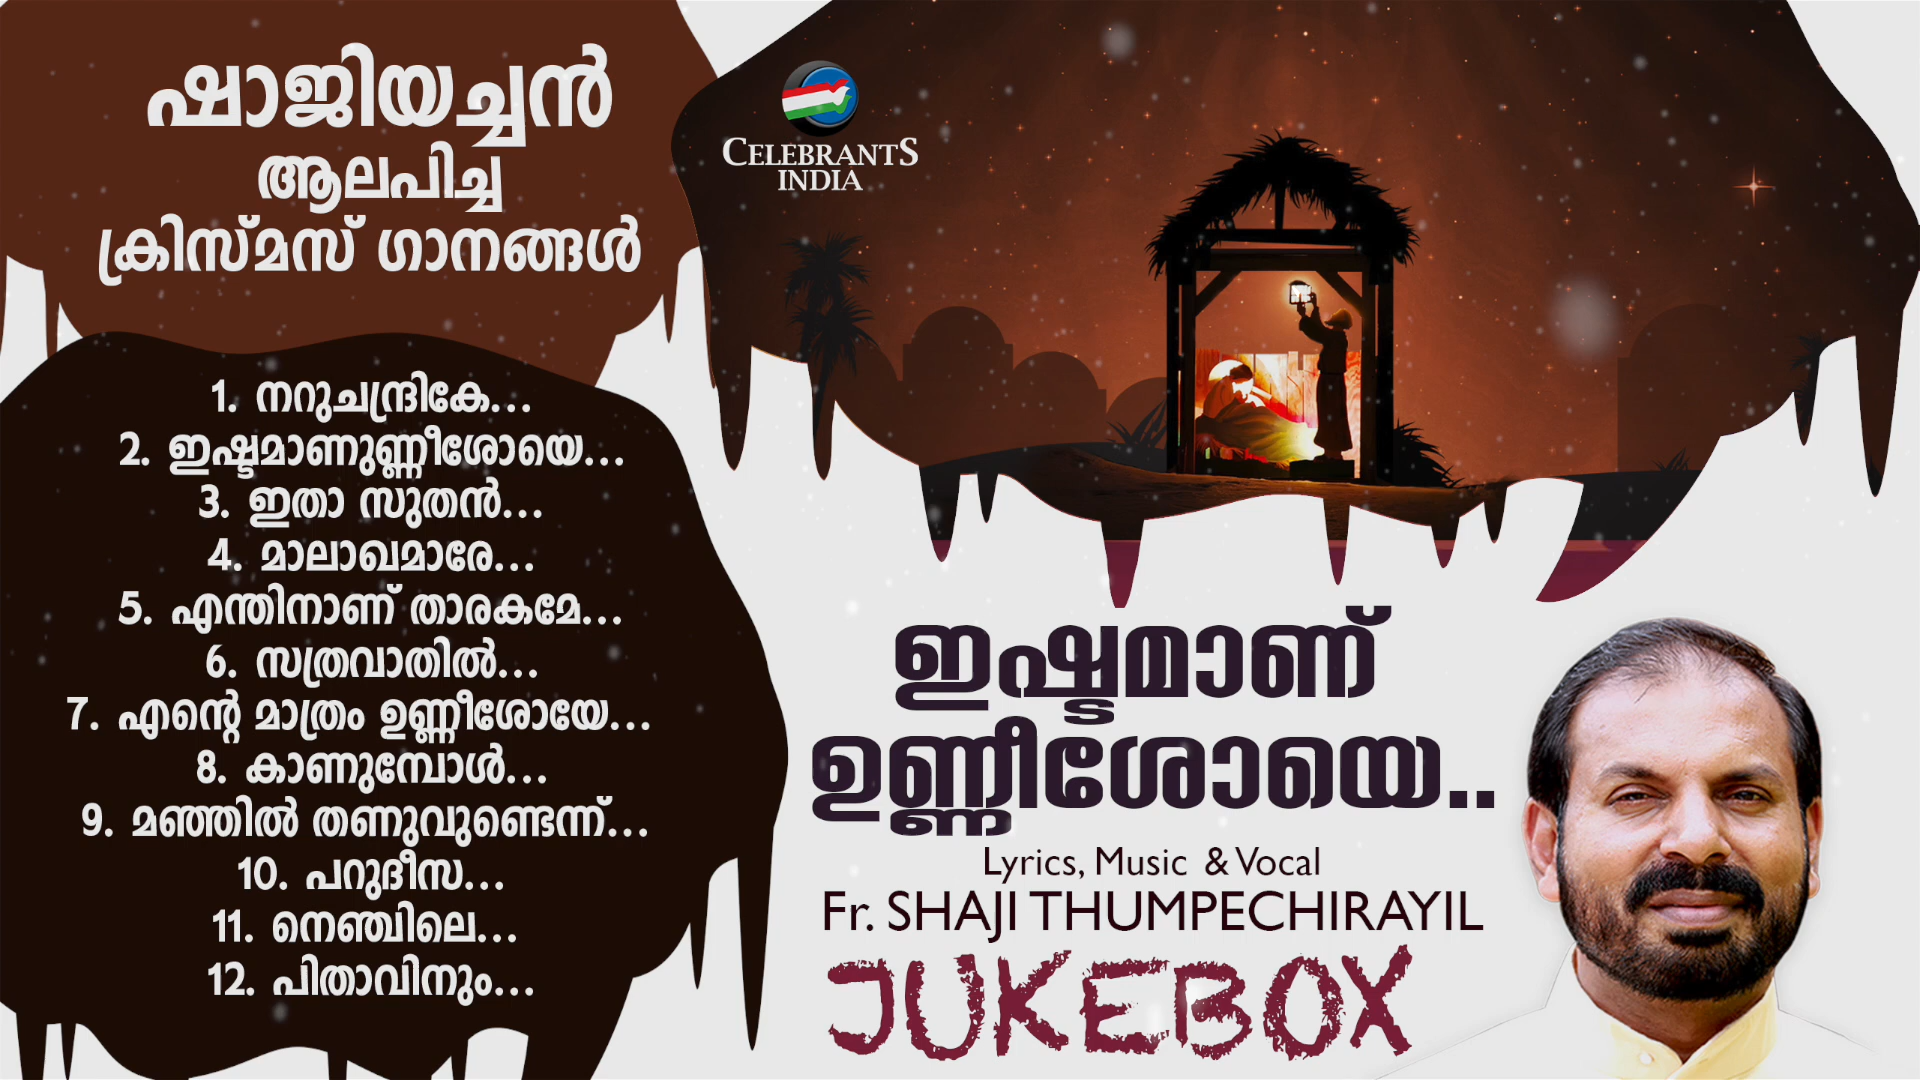 ഷാജിയച്ചൻ
ആലപിച്ച
ക്രിസ്മസ് ഗാനങ്ങൾ
1. നറുചന്ദ്രികേ...
2. ഇഷ്ടമാണുണ്ണീശോയെ...
3. ഇതാ സുതൻ...
4. മാലാഖമാരേ...
5. എന്തിനാണ് താരകമേ...
6. സത്രവാതിൽ...
7. എന്റെ മാത്രം ഉണ്ണീശോയേ...
8. കാണുമ്പോൾ...
9. മഞ്ഞിൽ തണുവുണ്ടെന്ന്...
10. പറുദീസ...
11. നെഞ്ചിലെ...
12. പിതാവിനും...
CELEBRANTS
INDIA
ഇഷ്ടമാണ്
ഉണ്ണീശോയെ..
Lyrics, Music & Vocal
Fr. SHAJI THUMPECHIRAYIL
JUKEBOX